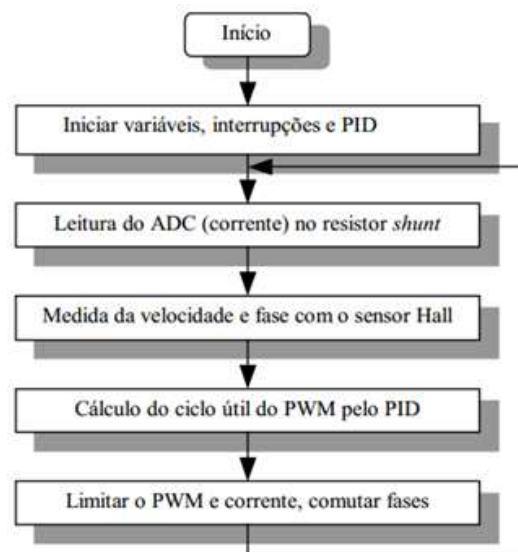 Início
Iniciar variáveis, interrupções e PID
Leitura do ADC (corrente) no resistor shunt
Medida da velocidade e fase com o sensor Hall
Cálculo do ciclo útil do PWM pelo PID
Limitar o PWM e corrente, comutar fases